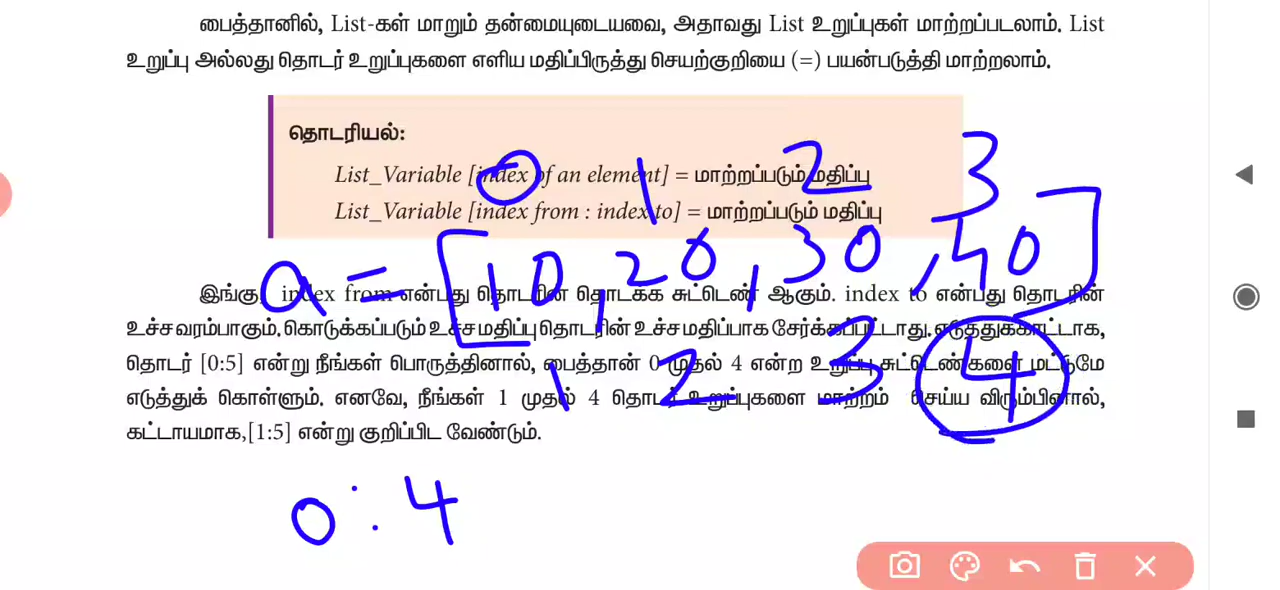 பைத்தானில், List-கள் மாறும் தன்மையுடையவை, அதாவது List உறுப்புகள் மாற்றப்படலாம். List
உறுப்பு அல்லது தொடர் உறுப்புகளை எளிய மதிப்பிருத்து செயற்குறியை (=) பயன்படுத்தி மாற்றலாம்.
தொடரியல்:
List_Variable [index of an element] = மாற்றப்படும் மதிப்பு
List_Variable [index from : index to] = மாற்றப்படும் மதிப்பு
0 1 2 3
a = [10, 20, 30, 40]
இங்கு, index from என்பது தொடரின் தொடக்க சுட்டெண் ஆகும். index to என்பது தொடரின்
உச்சவரம்பாகும். கொடுக்கப்படும் உச்சமதிப்பு தொடரின் உச்சமதிப்பாக சேர்க்கப்பட்டாது. எடுத்துக்காட்டாக,
தொடர் [0:5] என்று நீங்கள் பொருத்தினால், பைத்தான் 0 முதல் 4 என்ற உறுப்பு சுட்டெண்களை மட்டுமே
1 2 3 4
எடுத்துக் கொள்ளும். எனவே, நீங்கள் 1 முதல் 4 தொடர் உறுப்புகளை மாற்றம் செய்ய விரும்பினால்,
கட்டாயமாக,[1:5] என்று குறிப்பிட வேண்டும்.
0 : 4